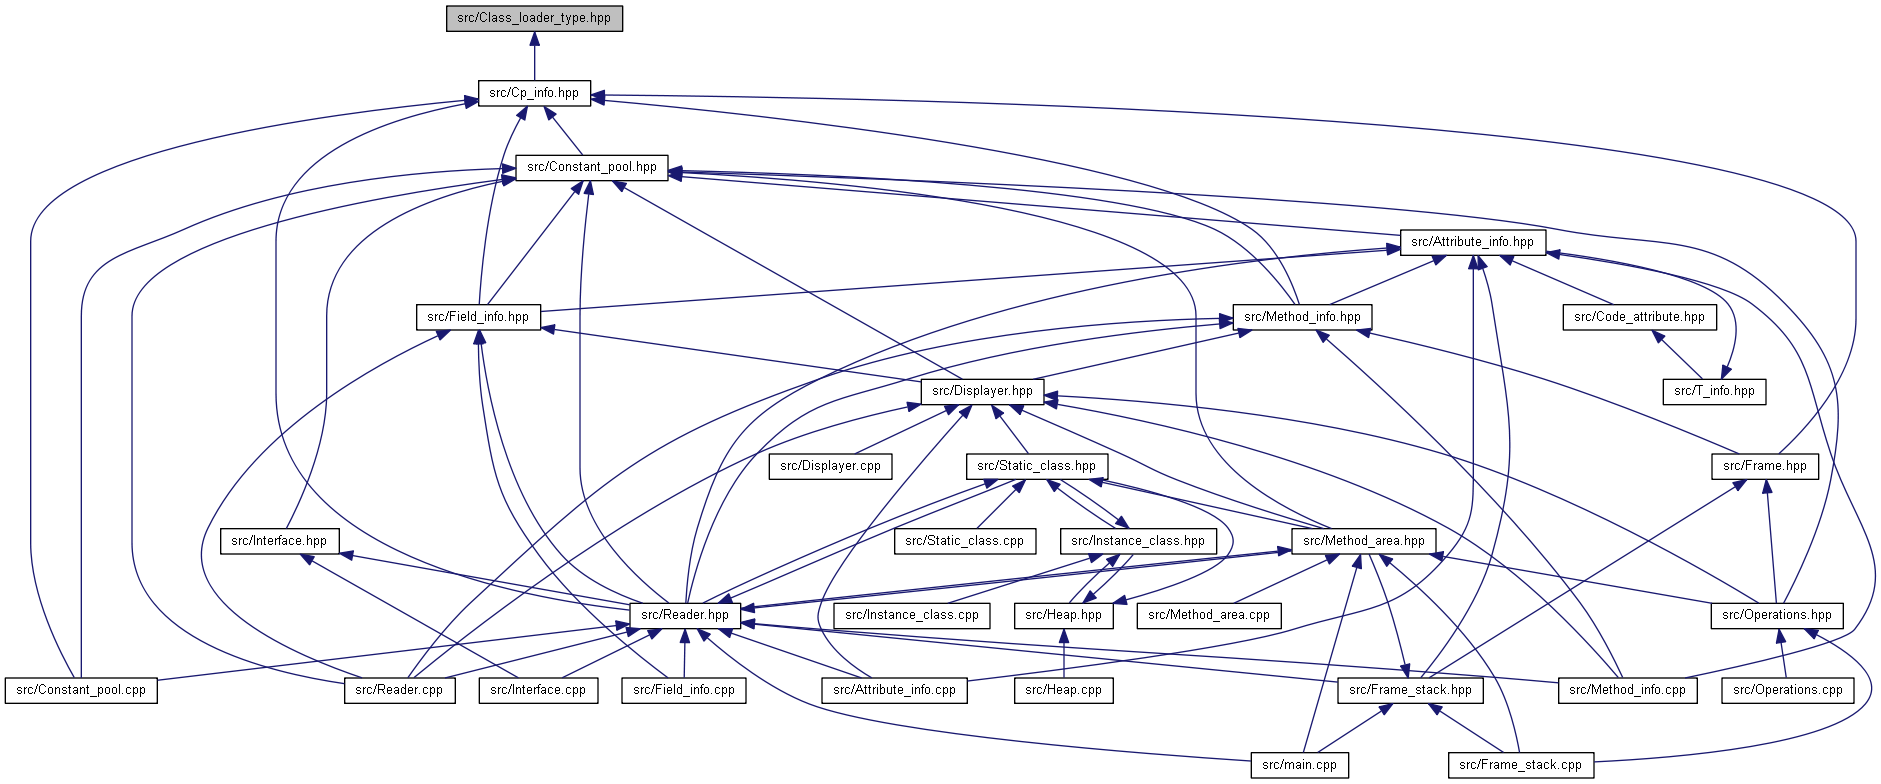 src/Class_loader_type.hpp
src/Cp_info.hpp
src/Constant_pool.hpp
src/Attribute_info.hpp
src/Field_info.hpp
src/Method_info.hpp
src/Code_attribute.hpp
src/Displayer.hpp
src/T_info.hpp
src/Displayer.cpp
src/Static_class.hpp
src/Frame.hpp
src/Interface.hpp
src/Static_class.cpp
src/Instance_class.hpp
src/Method_area.hpp
src/Reader.hpp
src/Instance_class.cpp
src/Heap.hpp
src/Method_area.cpp
src/Operations.hpp
src/Constant_pool.cpp
src/Reader.cpp
src/Interface.cpp
src/Field_info.cpp
src/Attribute_info.cpp
src/Heap.cpp
src/Frame_stack.hpp
src/Method_info.cpp
src/Operations.cpp
src/main.cpp
src/Frame_stack.cpp